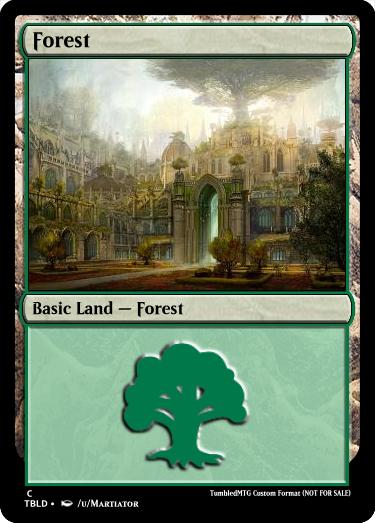 Forest
Basic Land — Forest
C
TBLD • /u/Martiator
TumbledMTG Custom Format (NOT FOR SALE)